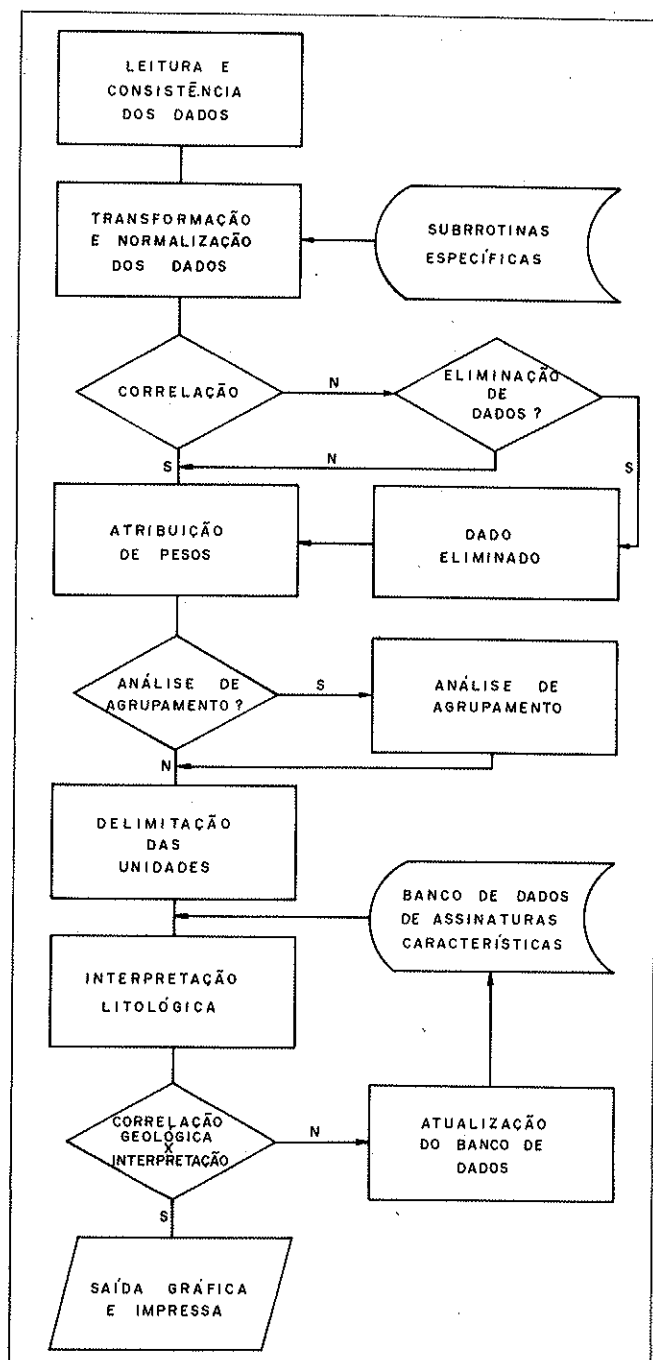 LEITURA E
CONSISTÊNCIA
DOS DADOS
TRANSFORMAÇÃO
E NORMALIZAÇÃO
DOS DADOS
SUBRROTINAS
ESPECÍFICAS
CORRELAÇÃO
N
ELIMINAÇÃO
DE
DADOS ?
S
N
S
ATRIBUIÇÃO
DE PESOS
DADO
ELIMINADO
ANÁLISE DE
AGRUPAMENTO ?
S
ANÁLISE DE
AGRUPAMENTO
N
DELIMITAÇÃO
DAS
UNIDADES
BANCO DE DADOS
DE ASSINATURAS
CARACTERÍSTICAS
INTERPRETAÇÃO
LITOLÓGICA
CORRELAÇÃO
GEOLÓGICA
X
INTERPRETAÇÃO
N
ATUALIZAÇÃO
DO BANCO DE
DADOS
S
SAÍDA GRÁFICA
E IMPRESSA